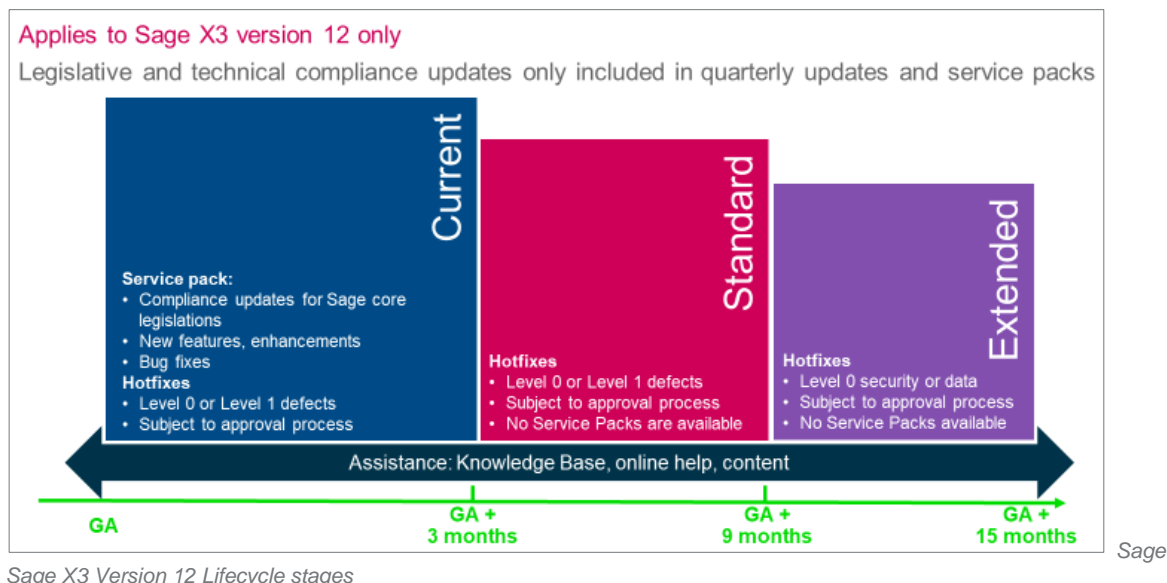 Applies to Sage X3 version 12 only
Legislative and technical compliance updates only included in quarterly updates and service packs
Current
Service pack:
• Compliance updates for Sage core
legislations
• New features, enhancements
• Bug fixes
Hotfixes
• Level 0 or Level 1 defects
• Subject to approval process
Standard
Hotfixes
• Level 0 or Level 1 defects
• Subject to approval process
• No Service Packs are available
Extended
Hotfixes
• Level 0 security or data
• Subject to approval process
• No Service Packs available
Assistance: Knowledge Base, online help, content
GA
GA +
3 months
GA +
9 months
GA +
15 months
Sage
Sage X3 Version 12 Lifecycle stages